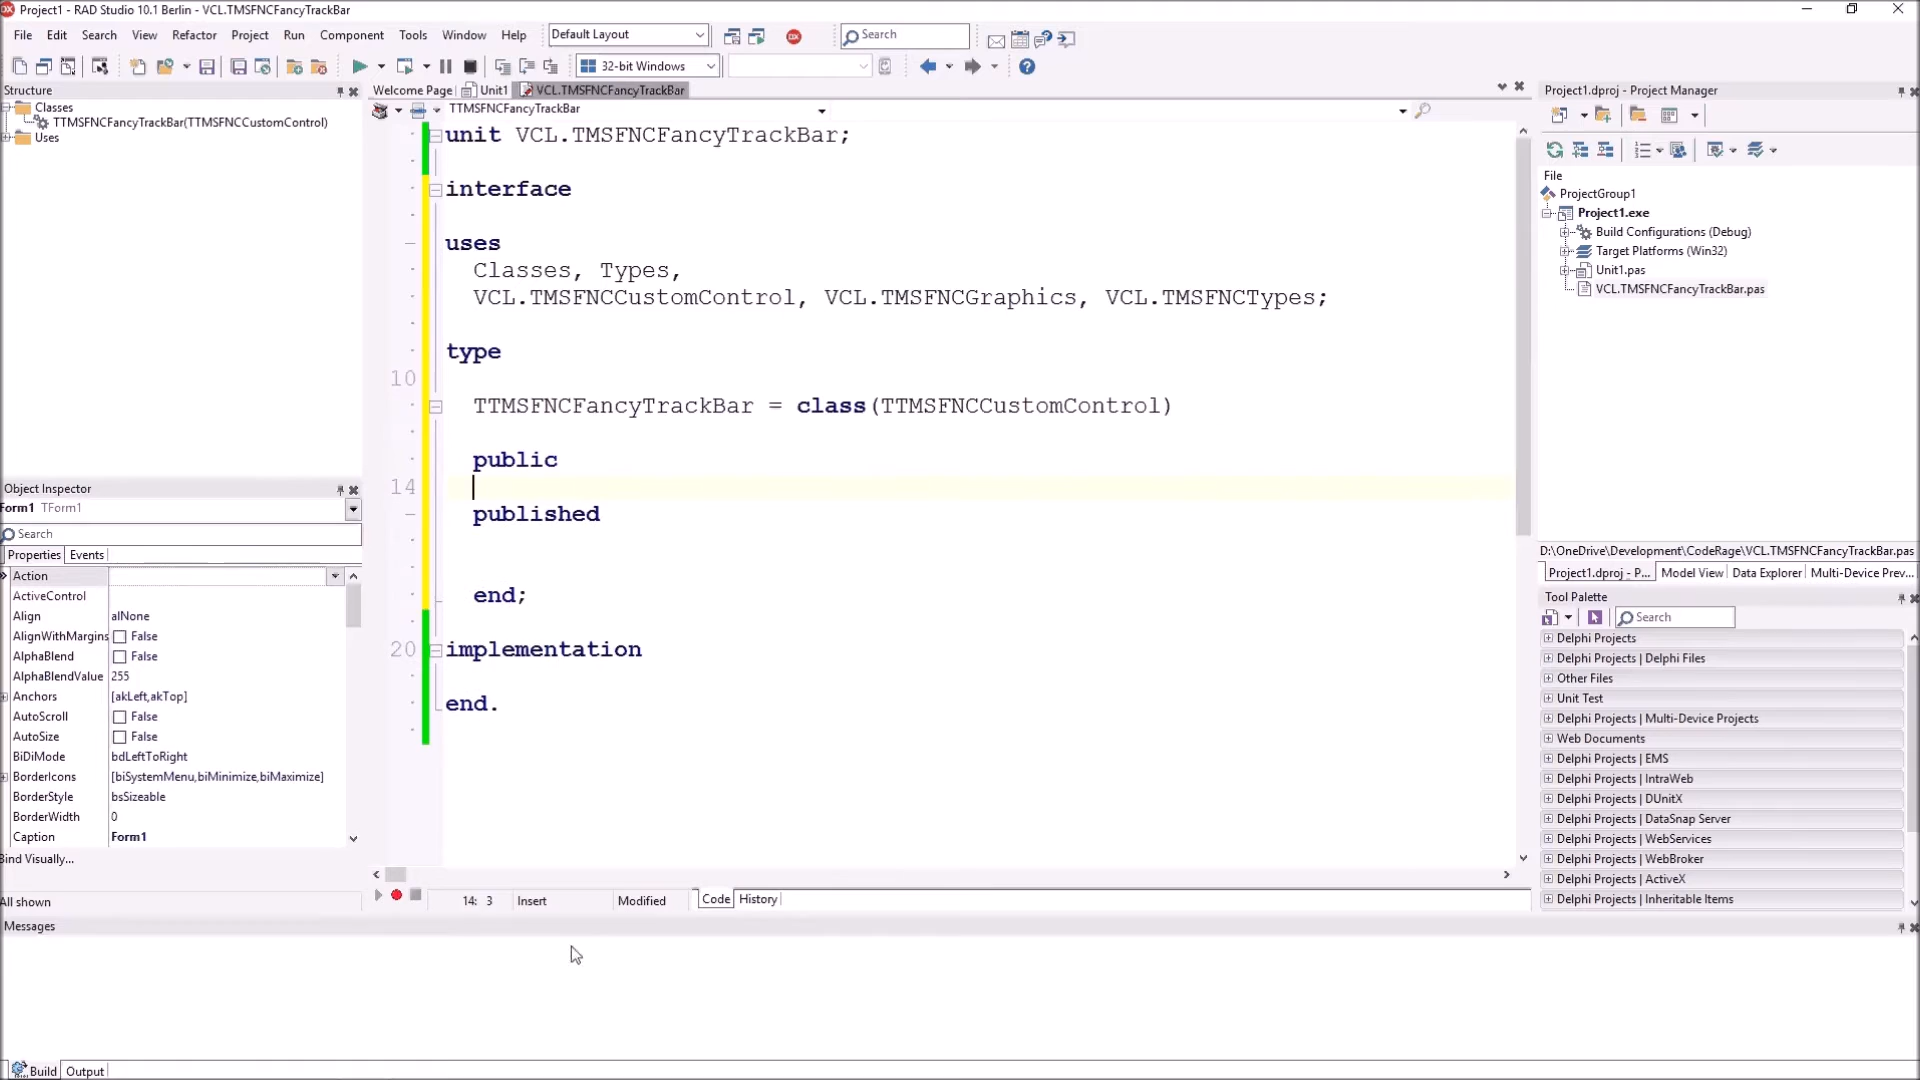 Project1 - RAD Studio 10.1 Berlin - VCL.TMSFNCFancyTrackBar
File Edit Search View Refactor Project Run Component Tools Window Help
Default Layout
Search
32-bit Windows
Structure
Classes
TTMSFNCFancyTrackBar(TTMSFNCCustomControl)
Uses
Welcome Page Unit1 VCL.TMSFNCFancyTrackBar
TTMSFNCFancyTrackBar
unit VCL.TMSFNCFancyTrackBar;
interface
uses
Classes, Types,
VCL.TMSFNCCustomControl, VCL.TMSFNCGraphics, VCL.TMSFNCTypes;
type
10
TTMSFNCFancyTrackBar = class(TTMSFNCCustomControl)
public
14
published
end;
20 implementation
end.
14: 3 Insert Modified Code History
Object Inspector
Form1 TForm1
Search
Properties Events
Action
ActiveControl
Align alNone
AlignWithMargins False
AlphaBlend False
AlphaBlendValue 255
Anchors [akLeft,akTop]
AutoScroll False
AutoSize False
BiDiMode bdLeftToRight
BorderIcons [biSystemMenu,biMinimize,biMaximize]
BorderStyle bsSizeable
BorderWidth 0
Caption Form1
Bind Visually...
All shown
Project1.dproj - Project Manager
File
ProjectGroup1
Project1.exe
Build Configurations (Debug)
Target Platforms (Win32)
Unit1.pas
VCL.TMSFNCFancyTrackBar.pas
D:\OneDrive\Development\CodeRage\VCL.TMSFNCFancyTrackBar.pas
Project1.dproj - P... Model View Data Explorer Multi-Device Prev...
Tool Palette
Search
Delphi Projects
Delphi Projects | Delphi Files
Other Files
Unit Test
Delphi Projects | Multi-Device Projects
Web Documents
Delphi Projects | EMS
Delphi Projects | IntraWeb
Delphi Projects | DUnitX
Delphi Projects | DataSnap Server
Delphi Projects | WebServices
Delphi Projects | WebBroker
Delphi Projects | ActiveX
Delphi Projects | Inheritable Items
Messages
Build Output